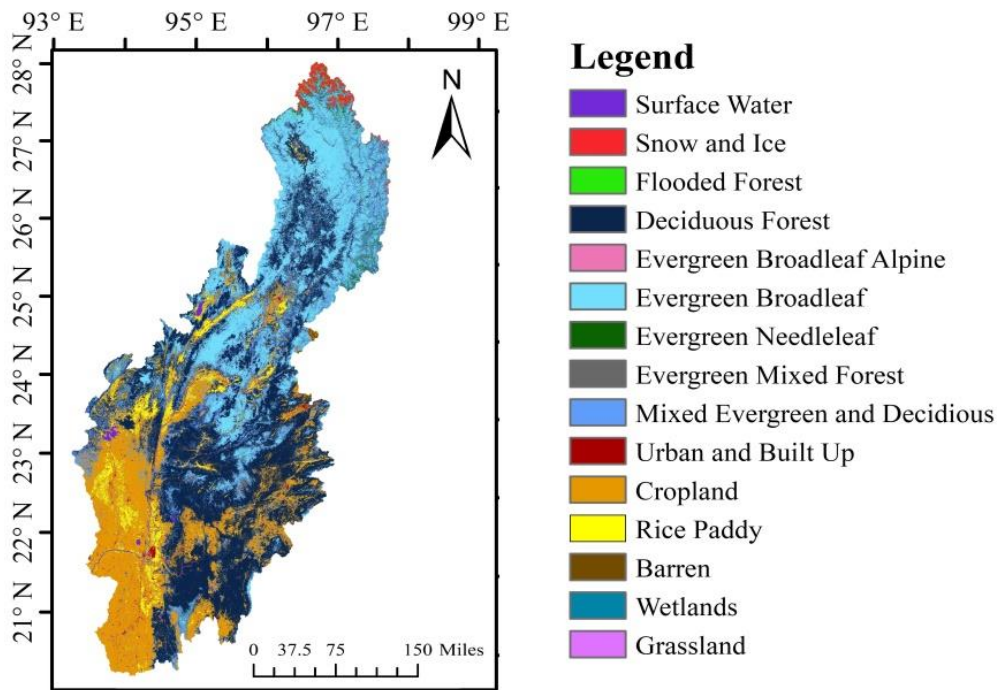 93° E 95° E 97° E 99° E
28° N
27° N
26° N
25° N
24° N
23° N
22° N
21° N
N
0 37.5 75 150 Miles
Legend
Surface Water
Snow and Ice
Flooded Forest
Deciduous Forest
Evergreen Broadleaf Alpine
Evergreen Broadleaf
Evergreen Needleleaf
Evergreen Mixed Forest
Mixed Evergreen and Decidious
Urban and Built Up
Cropland
Rice Paddy
Barren
Wetlands
Grassland